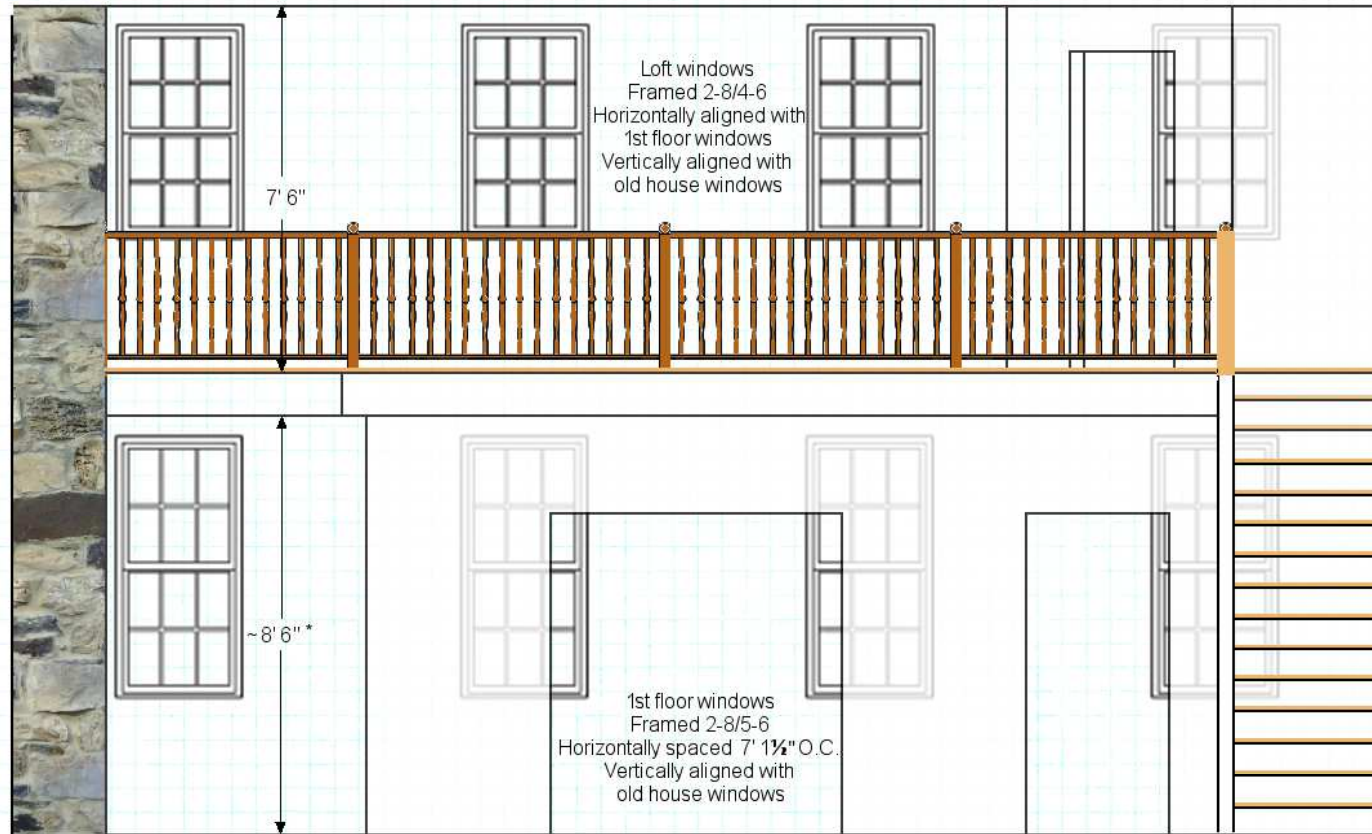 Loft windows
Framed 2-8/4-6
Horizontally aligned with
1st floor windows
Vertically aligned with
old house windows
7' 6"
~8' 6" *
1st floor windows
Framed 2-8/5-6
Horizontally spaced 7' 1½" O.C.
Vertically aligned with
old house windows